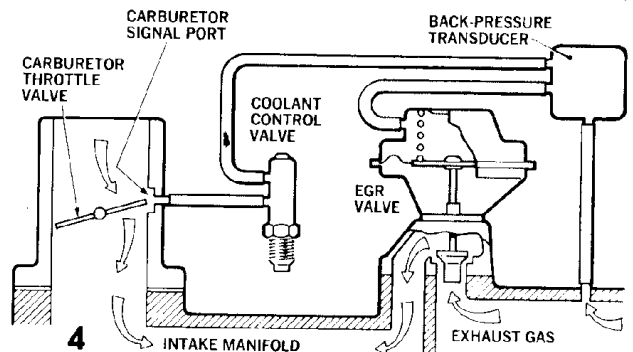 CARBURETOR
SIGNAL PORT
BACK-PRESSURE
TRANSDUCER
CARBURETOR
THROTTLE
VALVE
COOLANT
CONTROL
VALVE
EGR
VALVE
4
INTAKE MANIFOLD
EXHAUST GAS